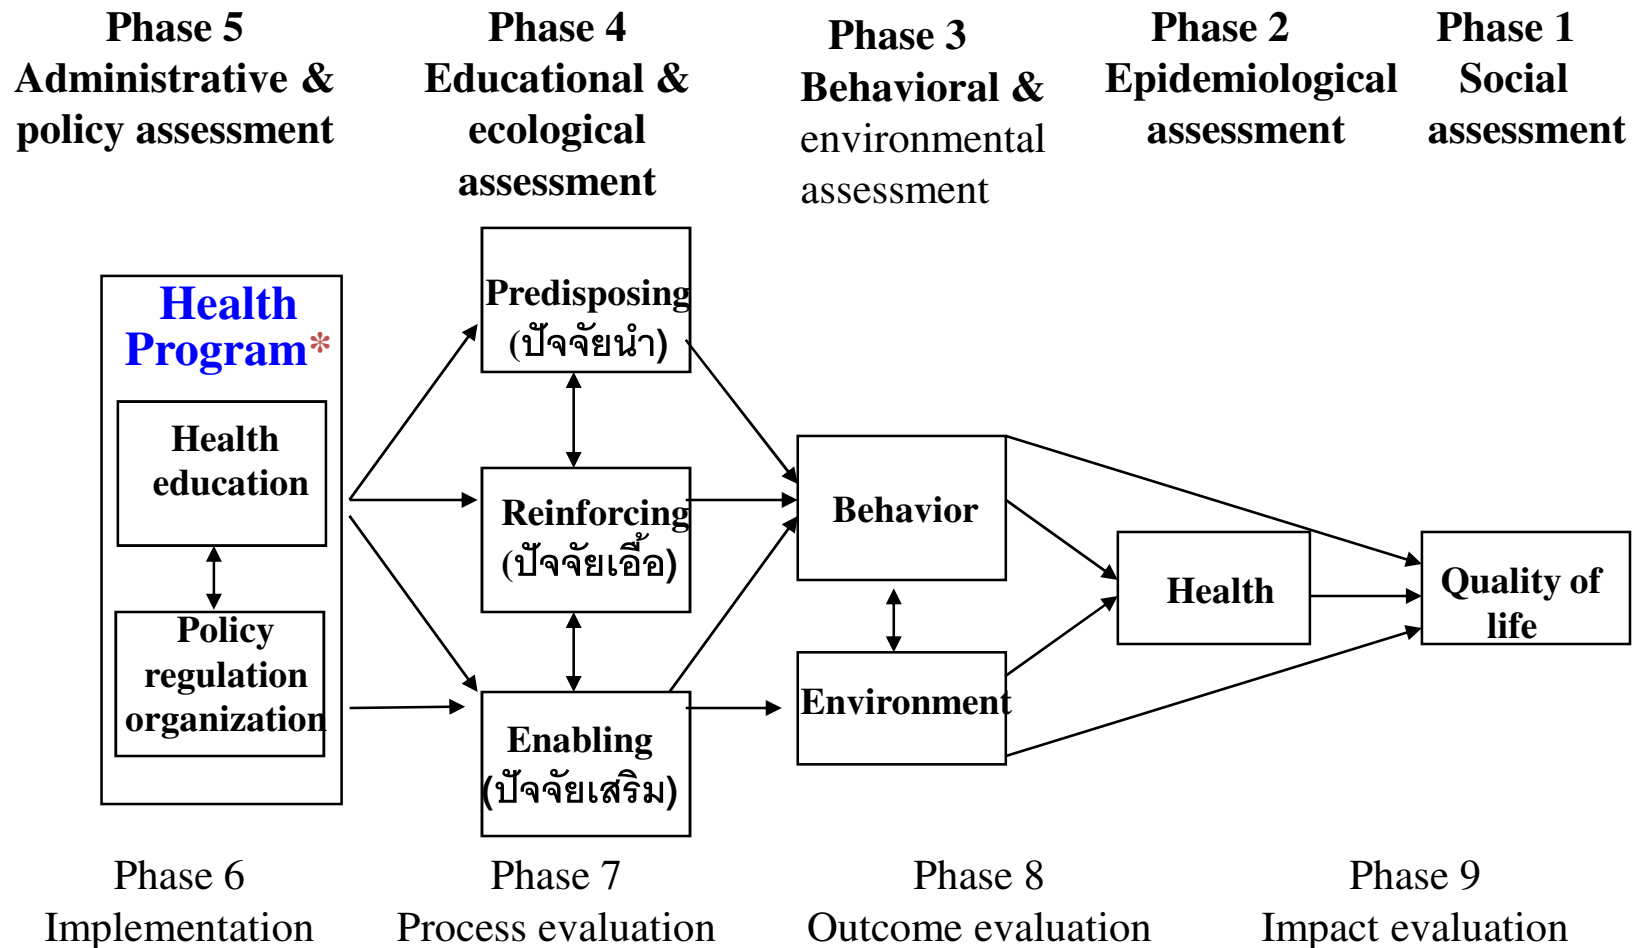 Phase 5
Administrative &
policy assessment
Phase 4
Educational &
ecological
assessment
Phase 3
Behavioral &
environmental
assessment
Phase 2
Epidemiological
assessment
Phase 1
Social
assessment
Health
Program*
Health
education
Policy
regulation
organization
Predisposing
(ปัจจัยนำ)
Reinforcing
(ปัจจัยเอื้อ)
Enabling
(ปัจจัยเสริม)
Behavior
Environment
Health
Quality of
life
Phase 6
Implementation
Phase 7
Process evaluation
Phase 8
Outcome evaluation
Phase 9
Impact evaluation